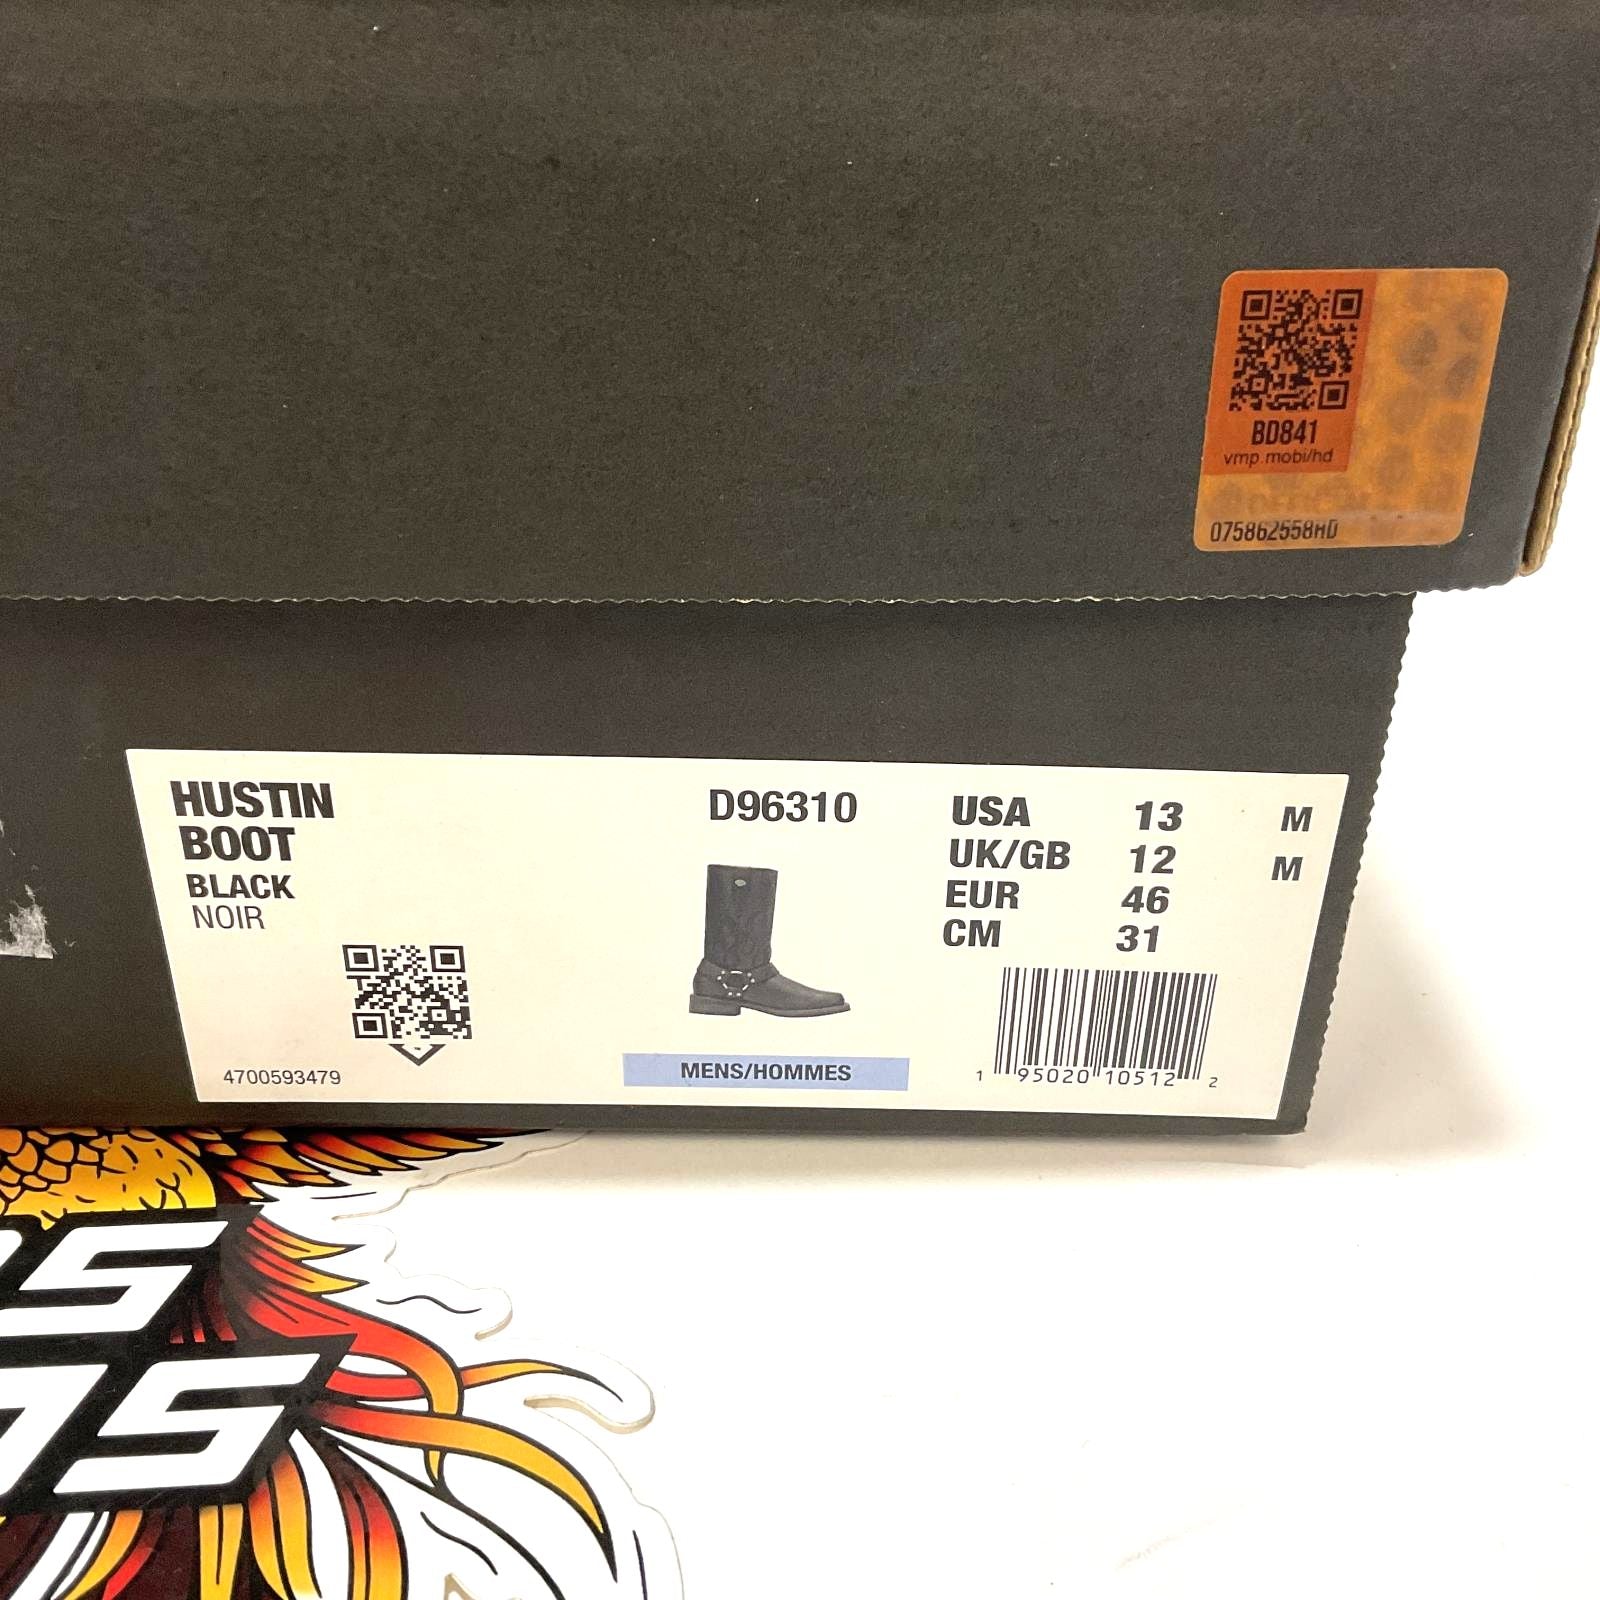 BD841
vmp.mobi/hd
075862558HD
HUSTIN
BOOT
BLACK
NOIR
4700593479
D96310
MENS/HOMMES
USA 13 M
UK/GB 12 M
EUR 46
CM 31
1 95020 10512 2